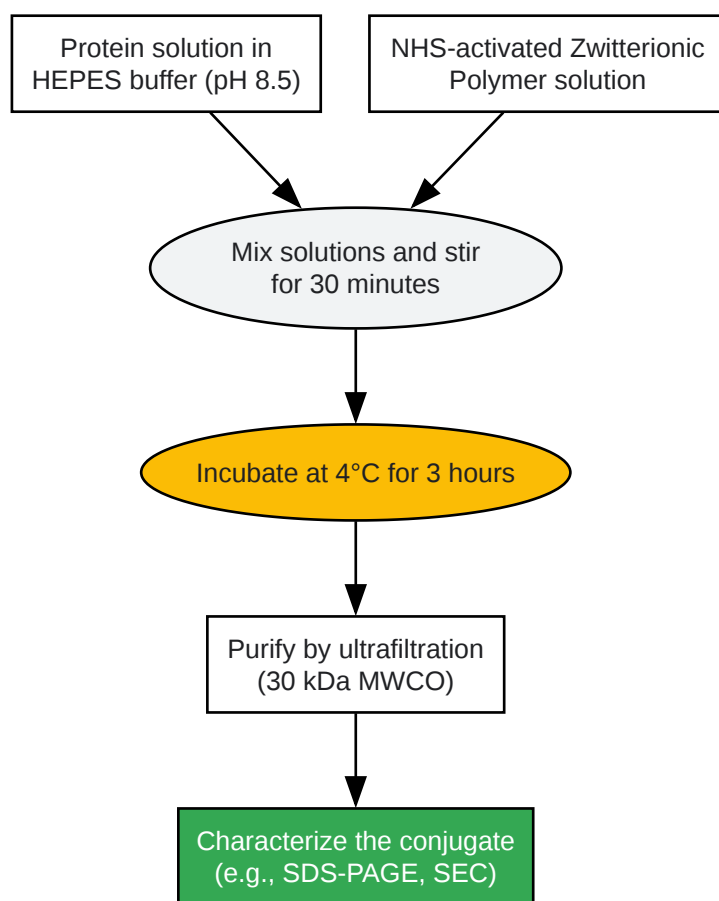 Protein solution in
HEPES buffer (pH 8.5)
NHS-activated Zwitterionic
Polymer solution
Mix solutions and stir
for 30 minutes
Incubate at 4°C for 3 hours
Purify by ultrafiltration
(30 kDa MWCO)
Characterize the conjugate
(e.g., SDS-PAGE, SEC)